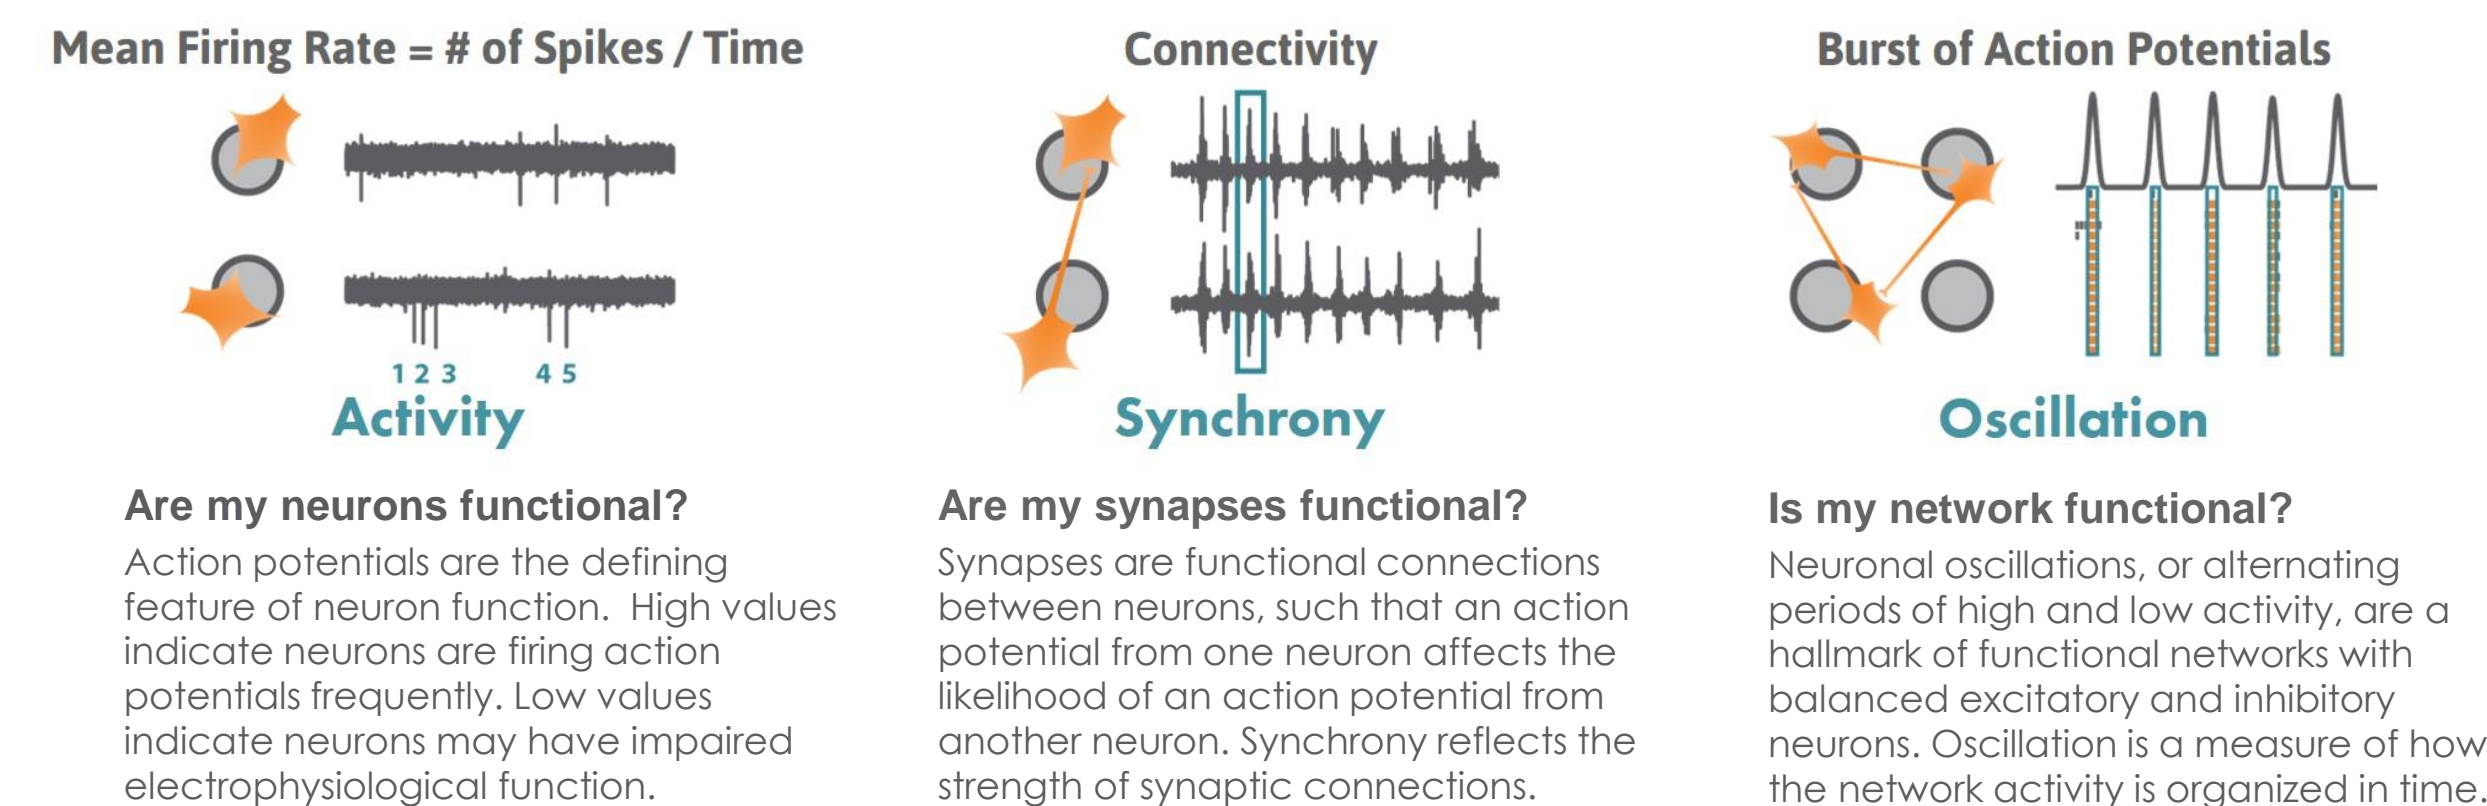 Mean Firing Rate = # of Spikes / Time
1 2 3 4 5
Activity
Are my neurons functional?
Action potentials are the defining
feature of neuron function.  High values
indicate neurons are firing action
potentials frequently. Low values
indicate neurons may have impaired
electrophysiological function.
Connectivity
Synchrony
Are my synapses functional?
Synapses are functional connections
between neurons, such that an action
potential from one neuron affects the
likelihood of an action potential from
another neuron. Synchrony reflects the
strength of synaptic connections.
Burst of Action Potentials
Oscillation
Is my network functional?
Neuronal oscillations, or alternating
periods of high and low activity, are a
hallmark of functional networks with
balanced excitatory and inhibitory
neurons. Oscillation is a measure of how
the network activity is organized in time.